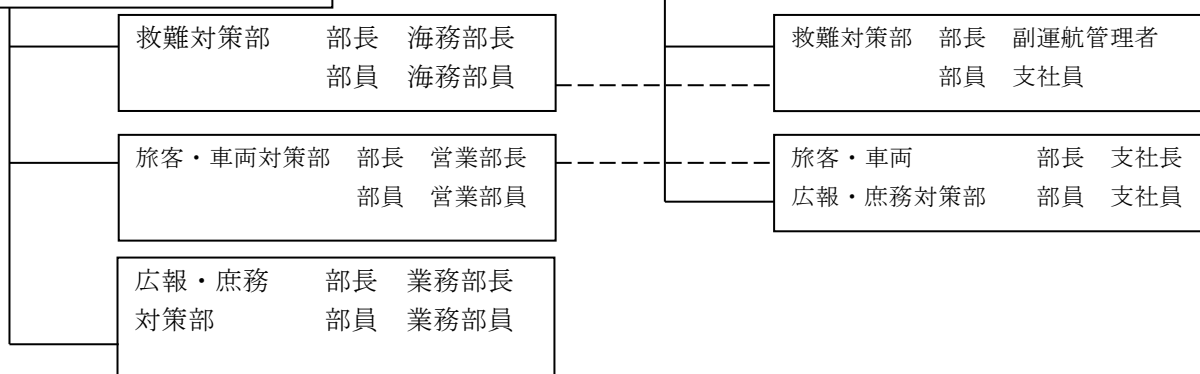 救難対策部　部長　海務部長
部員　海務部員
旅客・車両対策部　部長　営業部長
部員　営業部員
広報・庶務　部長　業務部長
対策部　部員　業務部員
救難対策部　部長　副運航管理者
部員　支社員
旅客・車両　部長　支社長
広報・庶務対策部　部員　支社員